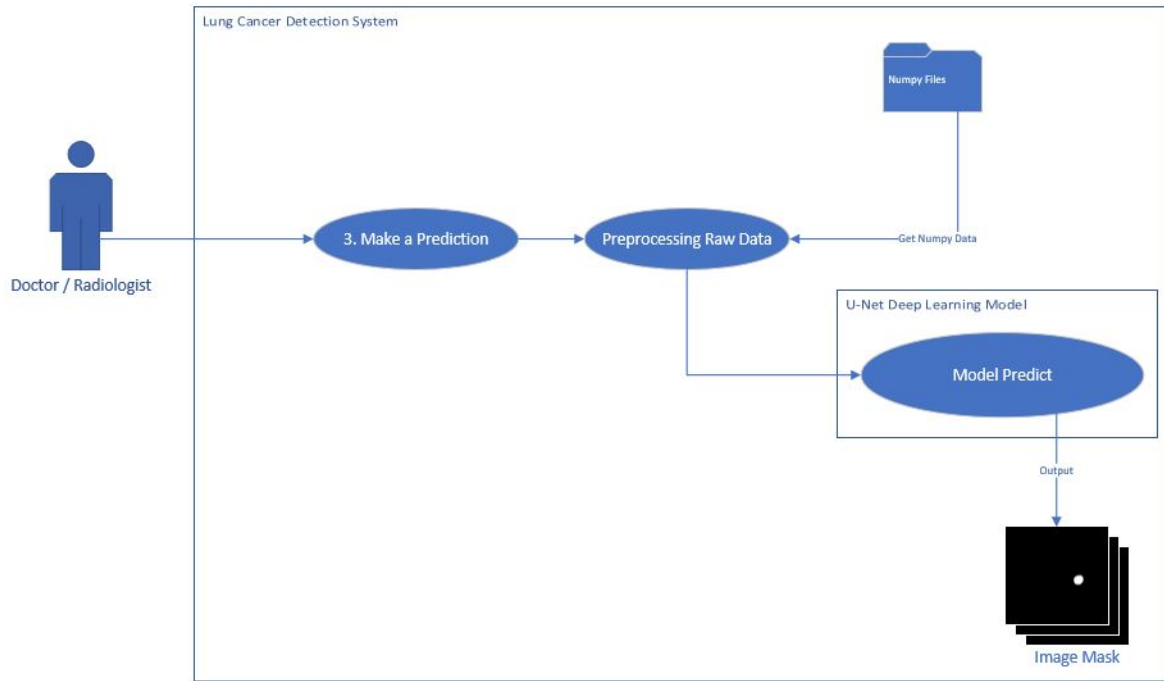 Lung Cancer Detection System
Numpy Files
3. Make a Prediction
Preprocessing Raw Data
Get Numpy Data
Doctor / Radiologist
U-Net Deep Learning Model
Model Predict
Output
Image Mask